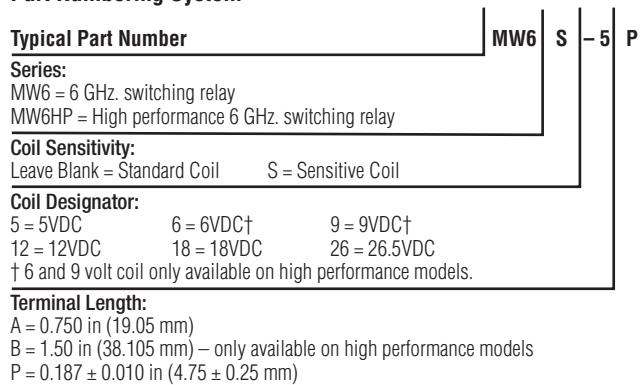 Typical Part Number MW6 S – 5 P
Series:
MW6 = 6 GHz. switching relay
MW6HP = High performance 6 GHz. switching relay
Coil Sensitivity:
Leave Blank = Standard Coil S = Sensitive Coil
Coil Designator:
5 = 5VDC 6 = 6VDC† 9 = 9VDC†
12 = 12VDC 18 = 18VDC 26 = 26.5VDC
† 6 and 9 volt coil only available on high performance models.
Terminal Length:
A = 0.750 in (19.05 mm)
B = 1.50 in (38.105 mm) – only available on high performance models
P = 0.187 ± 0.010 in (4.75 ± 0.25 mm)